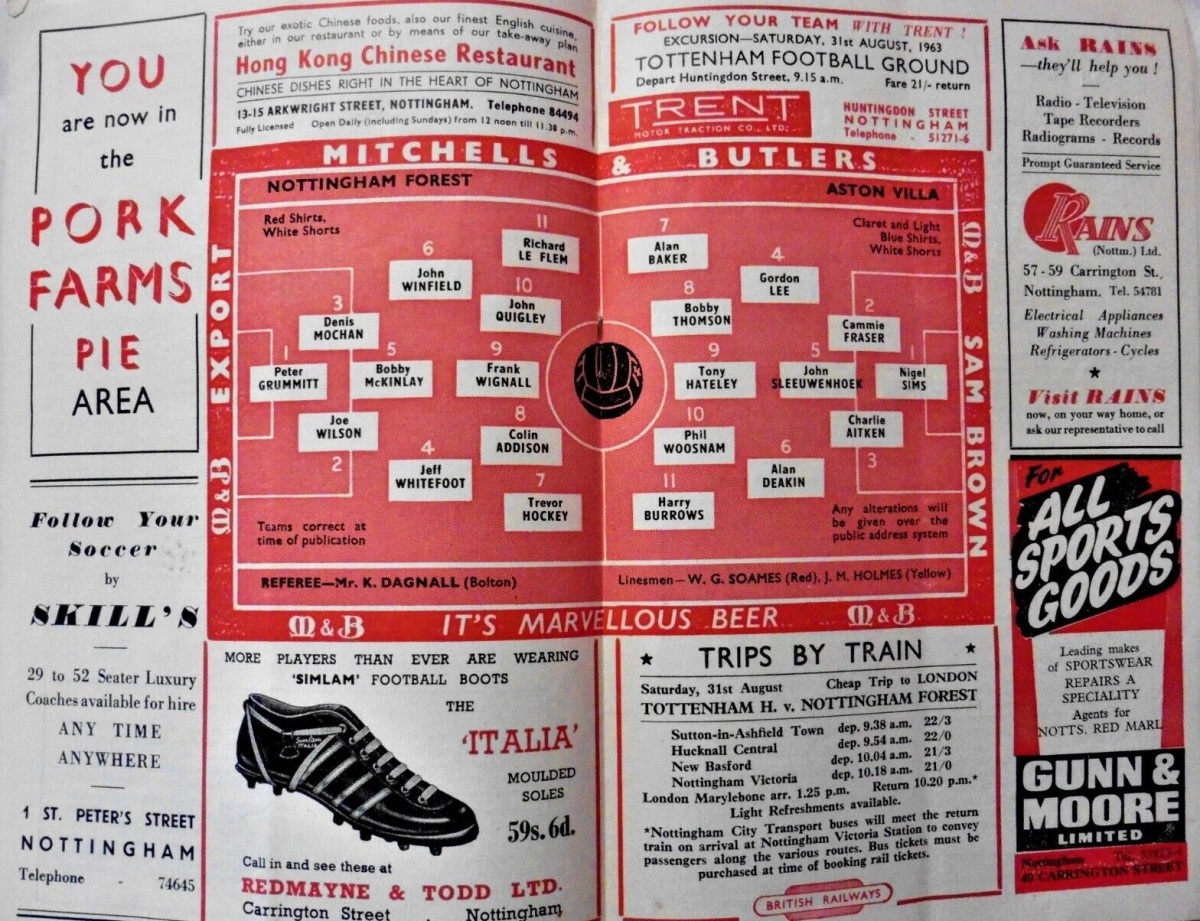 YOU
are now in
the
PORK
FARMS
PIE
AREA
Follow Your
Soccer
by
SKILL'S
29 to 52 Seater Luxury
Coaches available for hire
ANY TIME
ANYWHERE
1 ST. PETER'S STREET
NOTTINGHAM
Telephone - 74645
Try our exotic Chinese foods, also our finest English cuisine,
either in our restaurant or by means of our take-away plan
Hong Kong Chinese Restaurant
CHINESE DISHES RIGHT IN THE HEART OF NOTTINGHAM
13-15 ARKWRIGHT STREET, NOTTINGHAM. Telephone 84494
Fully Licensed Open Daily (including Sundays) from 12 noon till 11.30 p.m.
FOLLOW YOUR TEAM WITH TRENT !
EXCURSION—SATURDAY, 31st AUGUST, 1963
TOTTENHAM FOOTBALL GROUND
Depart Huntingdon Street, 9.15 a.m. Fare 21/- return
TRENT
MOTOR TRACTION CO., LTD.
HUNTINGDON STREET
NOTTINGHAM
Telephone - 51271-6
MITCHELLS & BUTLERS
M&B EXPORT
M&B SAM BROWN
NOTTINGHAM FOREST
Red Shirts,
White Shorts
11
Richard
LE FLEM
6
John
WINFIELD
10
John
QUIGLEY
3
Denis
MOCHAN
1
Peter
GRUMMITT
5
Bobby
McKINLAY
9
Frank
WIGNALL
Joe
WILSON
2
8
Colin
ADDISON
4
Jeff
WHITEFOOT
7
Trevor
HOCKEY
Teams correct at
time of publication
REFEREE—Mr. K. DAGNALL (Bolton)
ASTON VILLA
Claret and Light
Blue Shirts,
White Shorts
7
Alan
BAKER
4
Gordon
LEE
8
Bobby
THOMSON
2
Cammie
FRASER
9
Tony
HATELEY
5
John
SLEEUWENHOEK
1
Nigel
SIMS
10
Phil
WOOSNAM
Charlie
AITKEN
3
6
Alan
DEAKIN
11
Harry
BURROWS
Any alterations will
be given over the
public address system
Linesmen—W. G. SOAMES (Red), J. M. HOLMES (Yellow)
M&B IT'S MARVELLOUS BEER M&B
MORE PLAYERS THAN EVER ARE WEARING
'SIMLAM' FOOTBALL BOOTS
THE
'ITALIA'
MOULDED
SOLES
59s. 6d.
Call in and see these at
REDMAYNE & TODD LTD.
Carrington Street . Nottingham
★ TRIPS BY TRAIN ★
Saturday, 31st August Cheap Trip to LONDON
TOTTENHAM H. v. NOTTINGHAM FOREST
Sutton-in-Ashfield Town dep. 9.38 a.m. 22/3
Hucknall Central dep. 9.54 a.m. 22/0
New Basford dep. 10.04 a.m. 21/3
Nottingham Victoria dep. 10.18 a.m. 21/0
London Marylebone arr. 1.25 p.m. Return 10.20 p.m.*
Light Refreshments available.
*Nottingham City Transport buses will meet the return
train on arrival at Nottingham Victoria Station to convey
passengers along the various routes. Bus tickets must be
purchased at time of booking rail tickets.
BRITISH RAILWAYS
Ask RAINS
—they'll help you !
Radio - Television
Tape Recorders
Radiograms - Records
Prompt Guaranteed Service
RAINS
(Nottm.) Ltd.
57-59 Carrington St.,
Nottingham. Tel. 54781
Electrical Appliances
Washing Machines
Refrigerators - Cycles
★
Visit RAINS
now, on your way home, or
ask our representative to call
FOR
ALL
SPORTS
GOODS
Leading makes
of SPORTSWEAR
REPAIRS A
SPECIALITY
Agents for
NOTTS. RED MARL
GUNN &
MOORE
LIMITED
Nottingham Tel.
49 CARRINGTON STREET